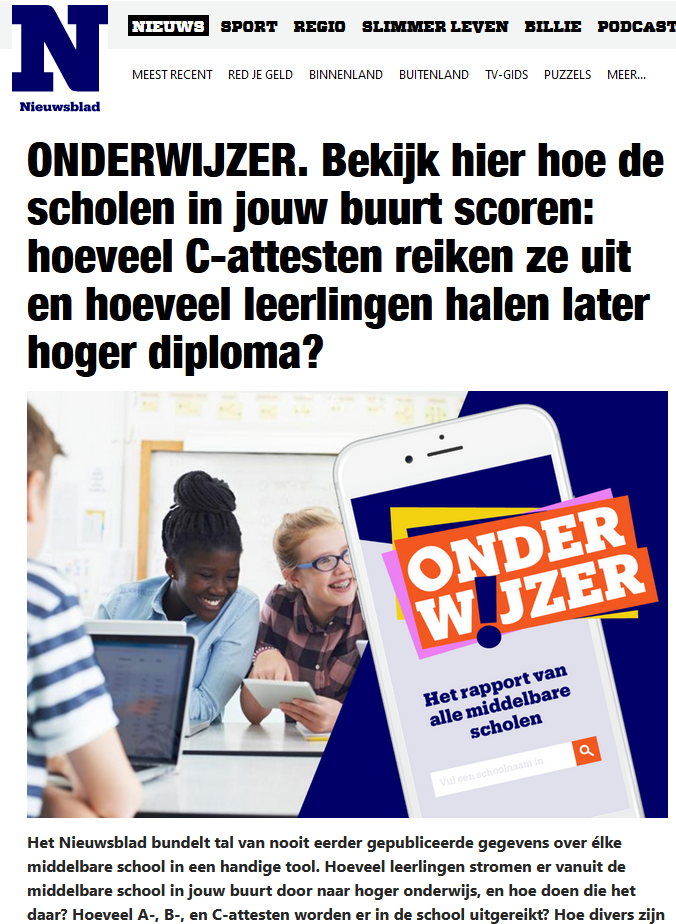 NIEUWS SPORT REGIO SLIMMER LEVEN BILLIE PODCAST
Nieuwsblad
MEEST RECENT RED JE GELD BINNENLAND BUITENLAND TV-GIDS PUZZELS MEER...
ONDERWIJZER. Bekijk hier hoe de
scholen in jouw buurt scoren:
hoeveel C-attesten reiken ze uit
en hoeveel leerlingen halen later
hoger diploma?
ONDER
W!JZER
Het rapport van
alle middelbare
scholen
Vul een schoolnaam in
Het Nieuwsblad bundelt tal van nooit eerder gepubliceerde gegevens over élke
middelbare school in een handige tool. Hoeveel leerlingen stromen er vanuit de
middelbare school in jouw buurt door naar hoger onderwijs, en hoe doen die het
daar? Hoeveel A-, B-, en C-attesten worden er in de school uitgereikt? Hoe divers zijn